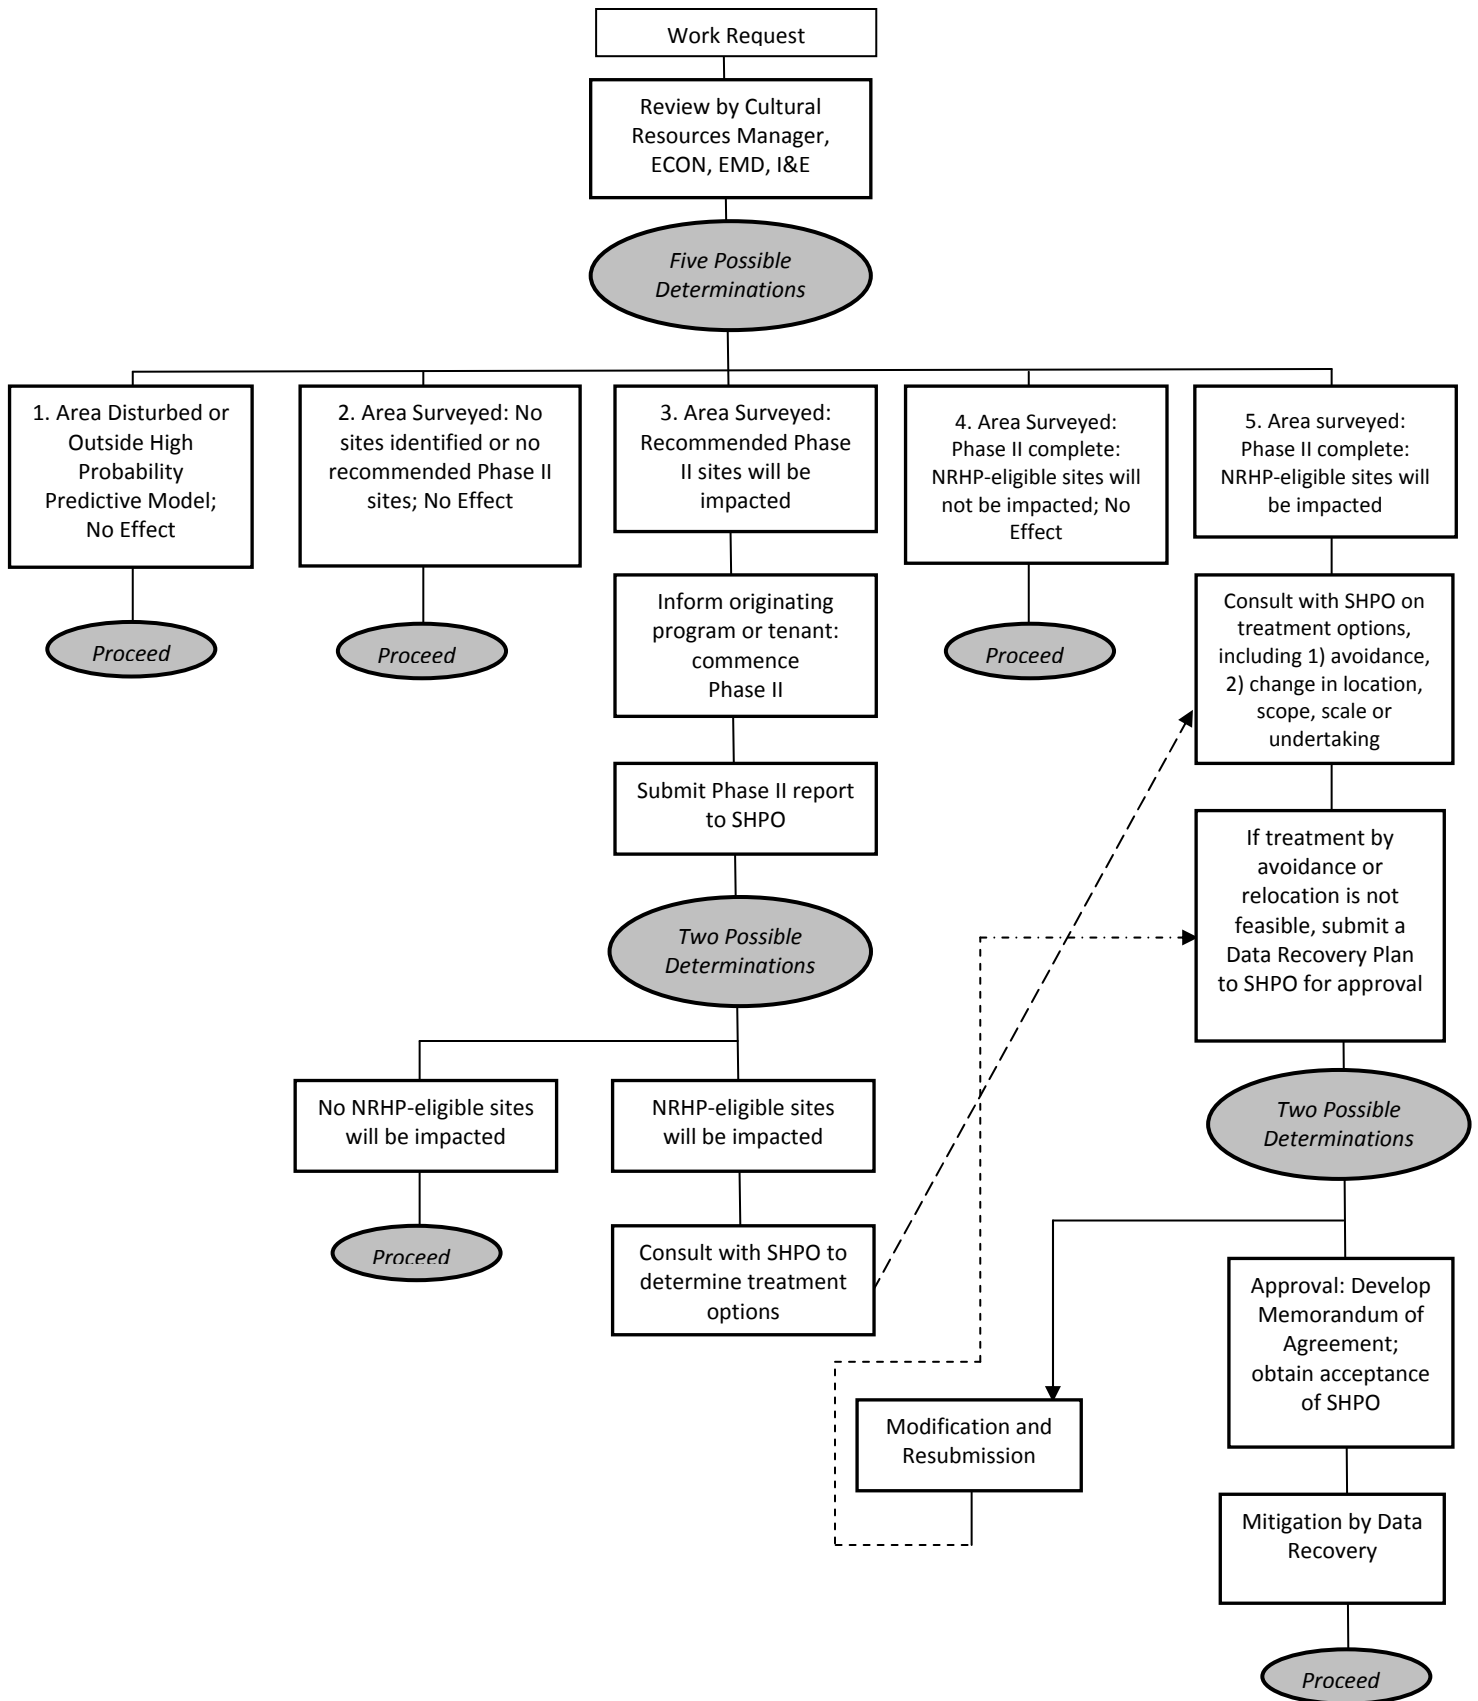 Work Request
Review by Cultural
Resources Manager,
ECON, EMD, I&E
Five Possible
Determinations
1. Area Disturbed or
Outside High
Probability
Predictive Model;
No Effect
2. Area Surveyed: No
sites identified or no
recommended Phase II
sites; No Effect
3. Area Surveyed:
Recommended Phase
II sites will be
impacted
4. Area Surveyed:
Phase II complete:
NRHP-eligible sites will
not be impacted; No
Effect
5. Area surveyed:
Phase II complete:
NRHP-eligible sites will
be impacted
Proceed
Proceed
Inform originating
program or tenant:
commence
Phase II
Proceed
Consult with SHPO on
treatment options,
including 1) avoidance,
2) change in location,
scope, scale or
undertaking
Submit Phase II report
to SHPO
If treatment by
avoidance or
relocation is not
feasible, submit a
Data Recovery Plan
to SHPO for approval
Two Possible
Determinations
No NRHP-eligible sites
will be impacted
NRHP-eligible sites
will be impacted
Two Possible
Determinations
Proceed
Consult with SHPO to
determine treatment
options
Approval: Develop
Memorandum of
Agreement;
obtain acceptance
of SHPO
Modification and
Resubmission
Mitigation by Data
Recovery
Proceed